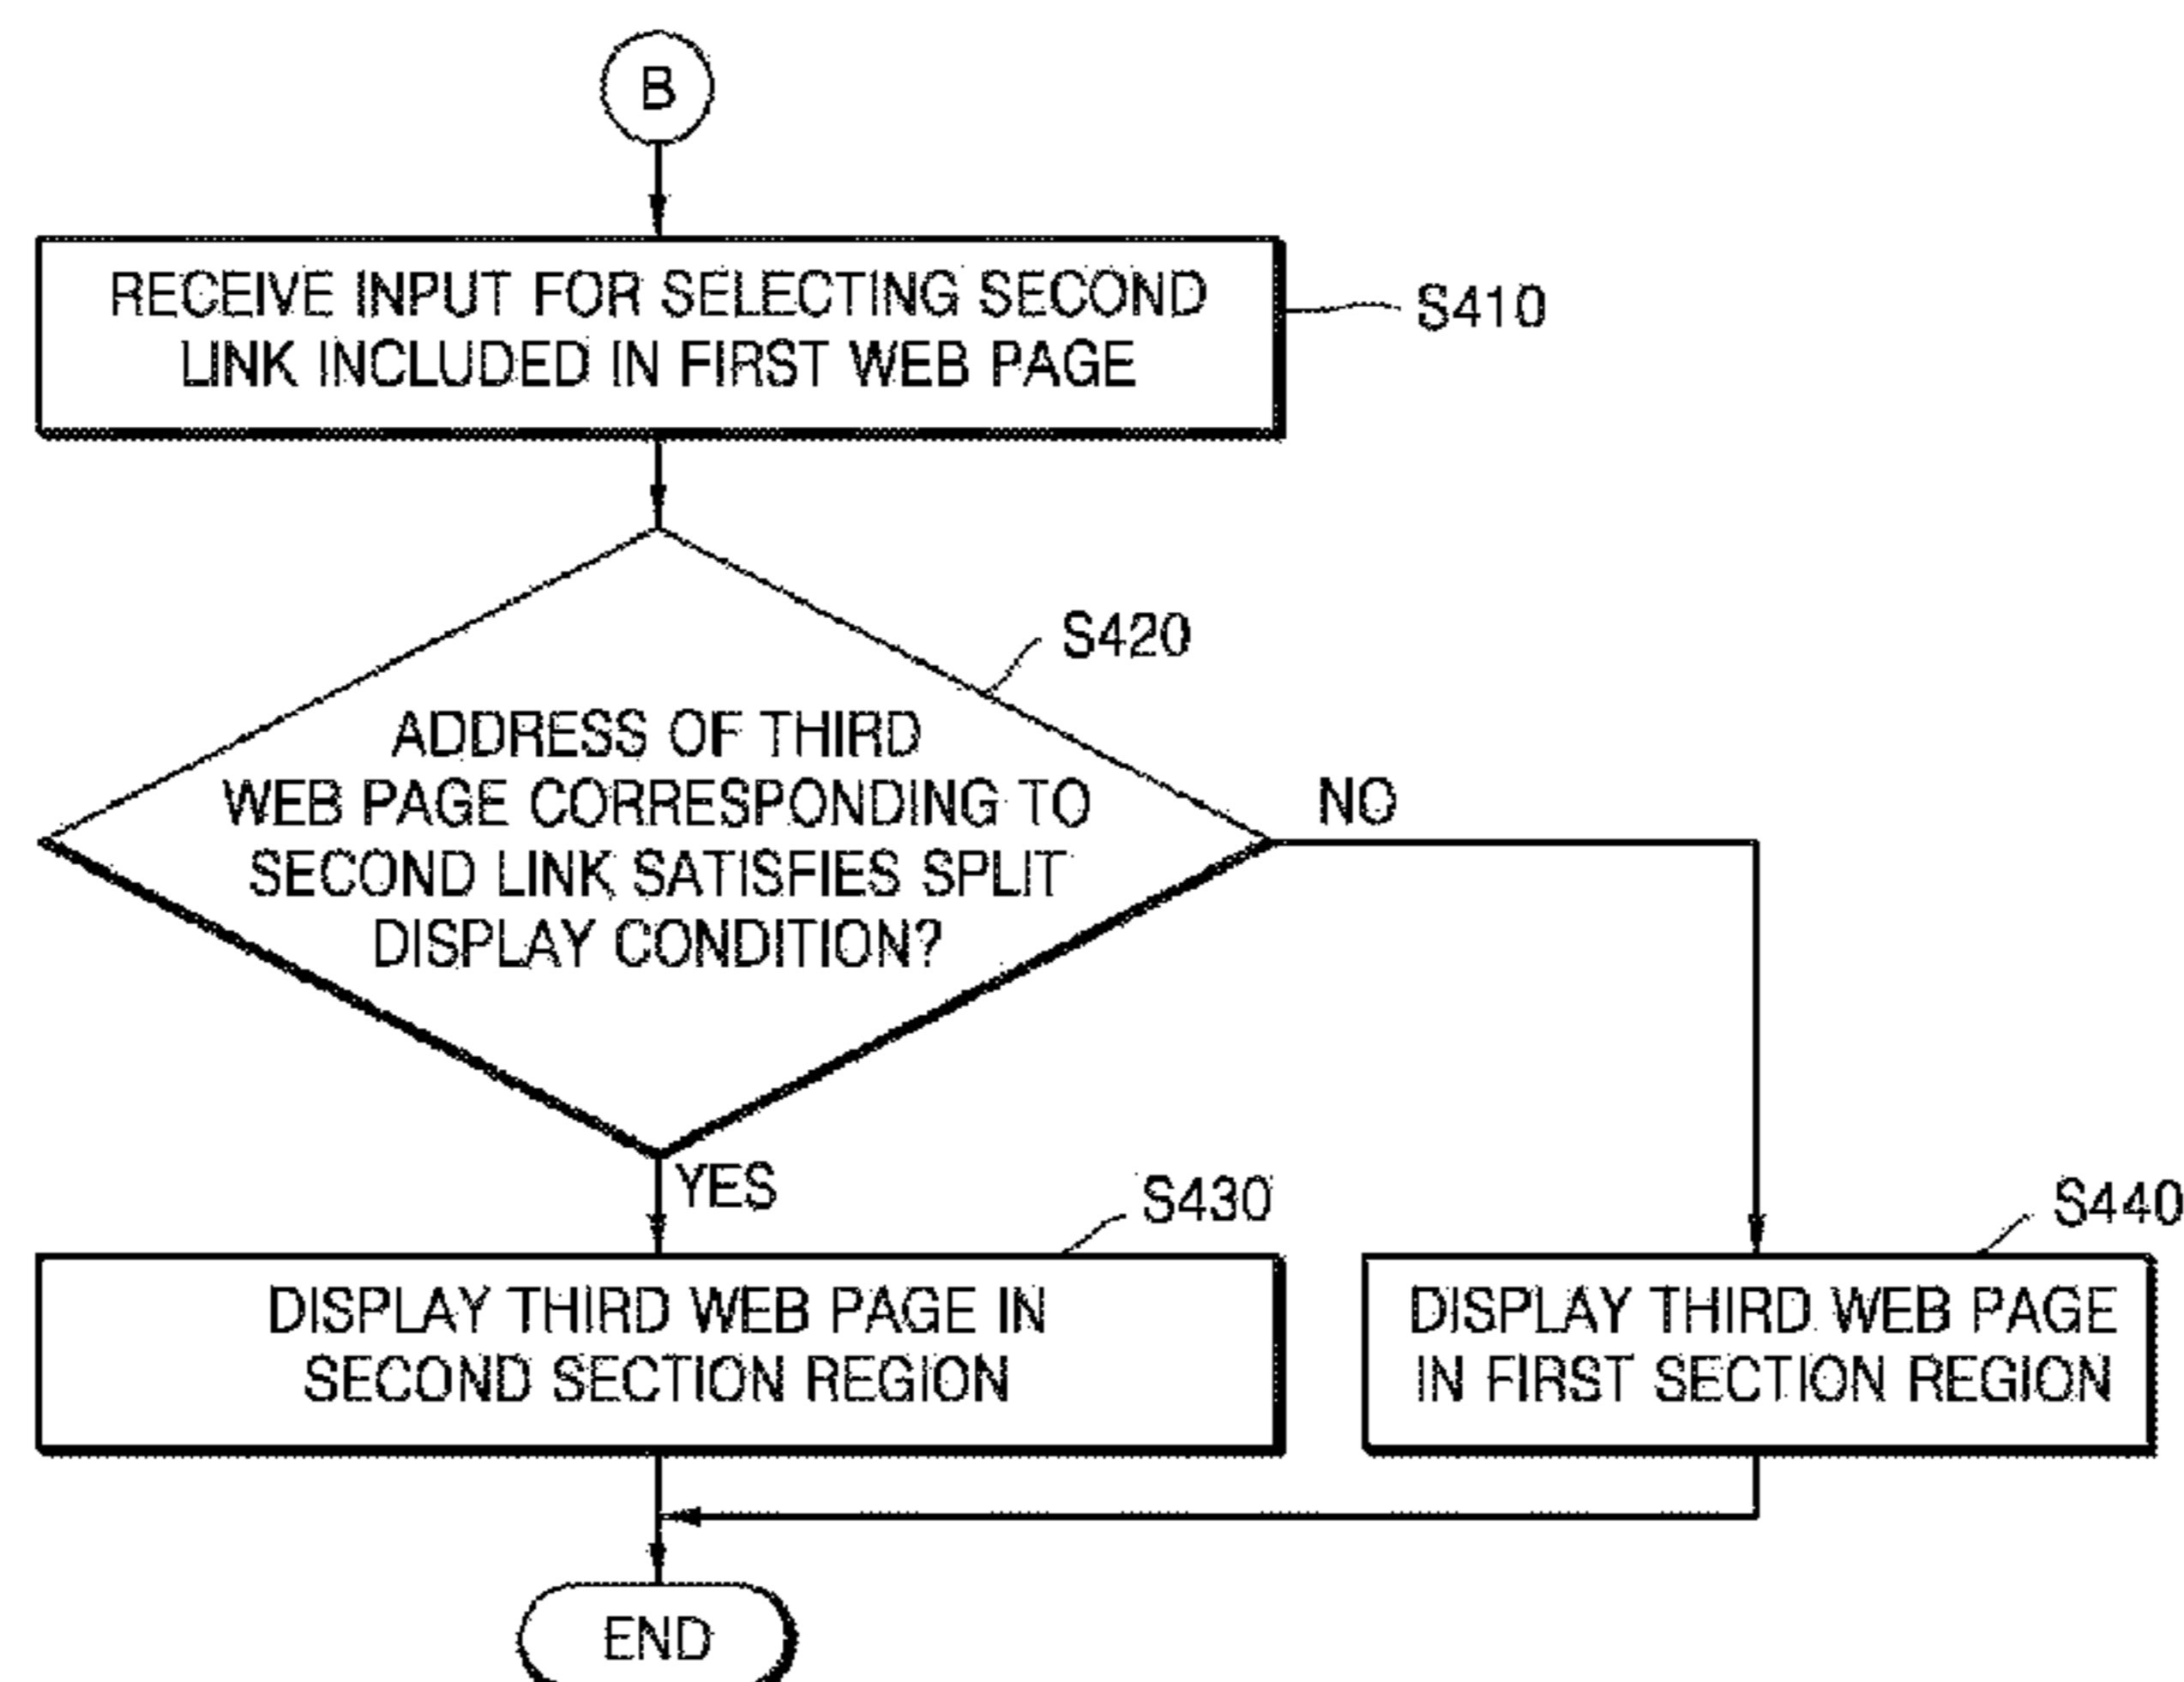 B
RECEIVE INPUT FOR SELECTING SECOND
LINK INCLUDED IN FIRST WEB PAGE
S410
S420
ADDRESS OF THIRD
WEB PAGE CORRESPONDING TO
SECOND LINK SATISFIES SPLIT
DISPLAY CONDITION?
NO
YES
S430
DISPLAY THIRD WEB PAGE IN
SECOND SECTION REGION
S440
DISPLAY THIRD WEB PAGE
IN FIRST SECTION REGION
END